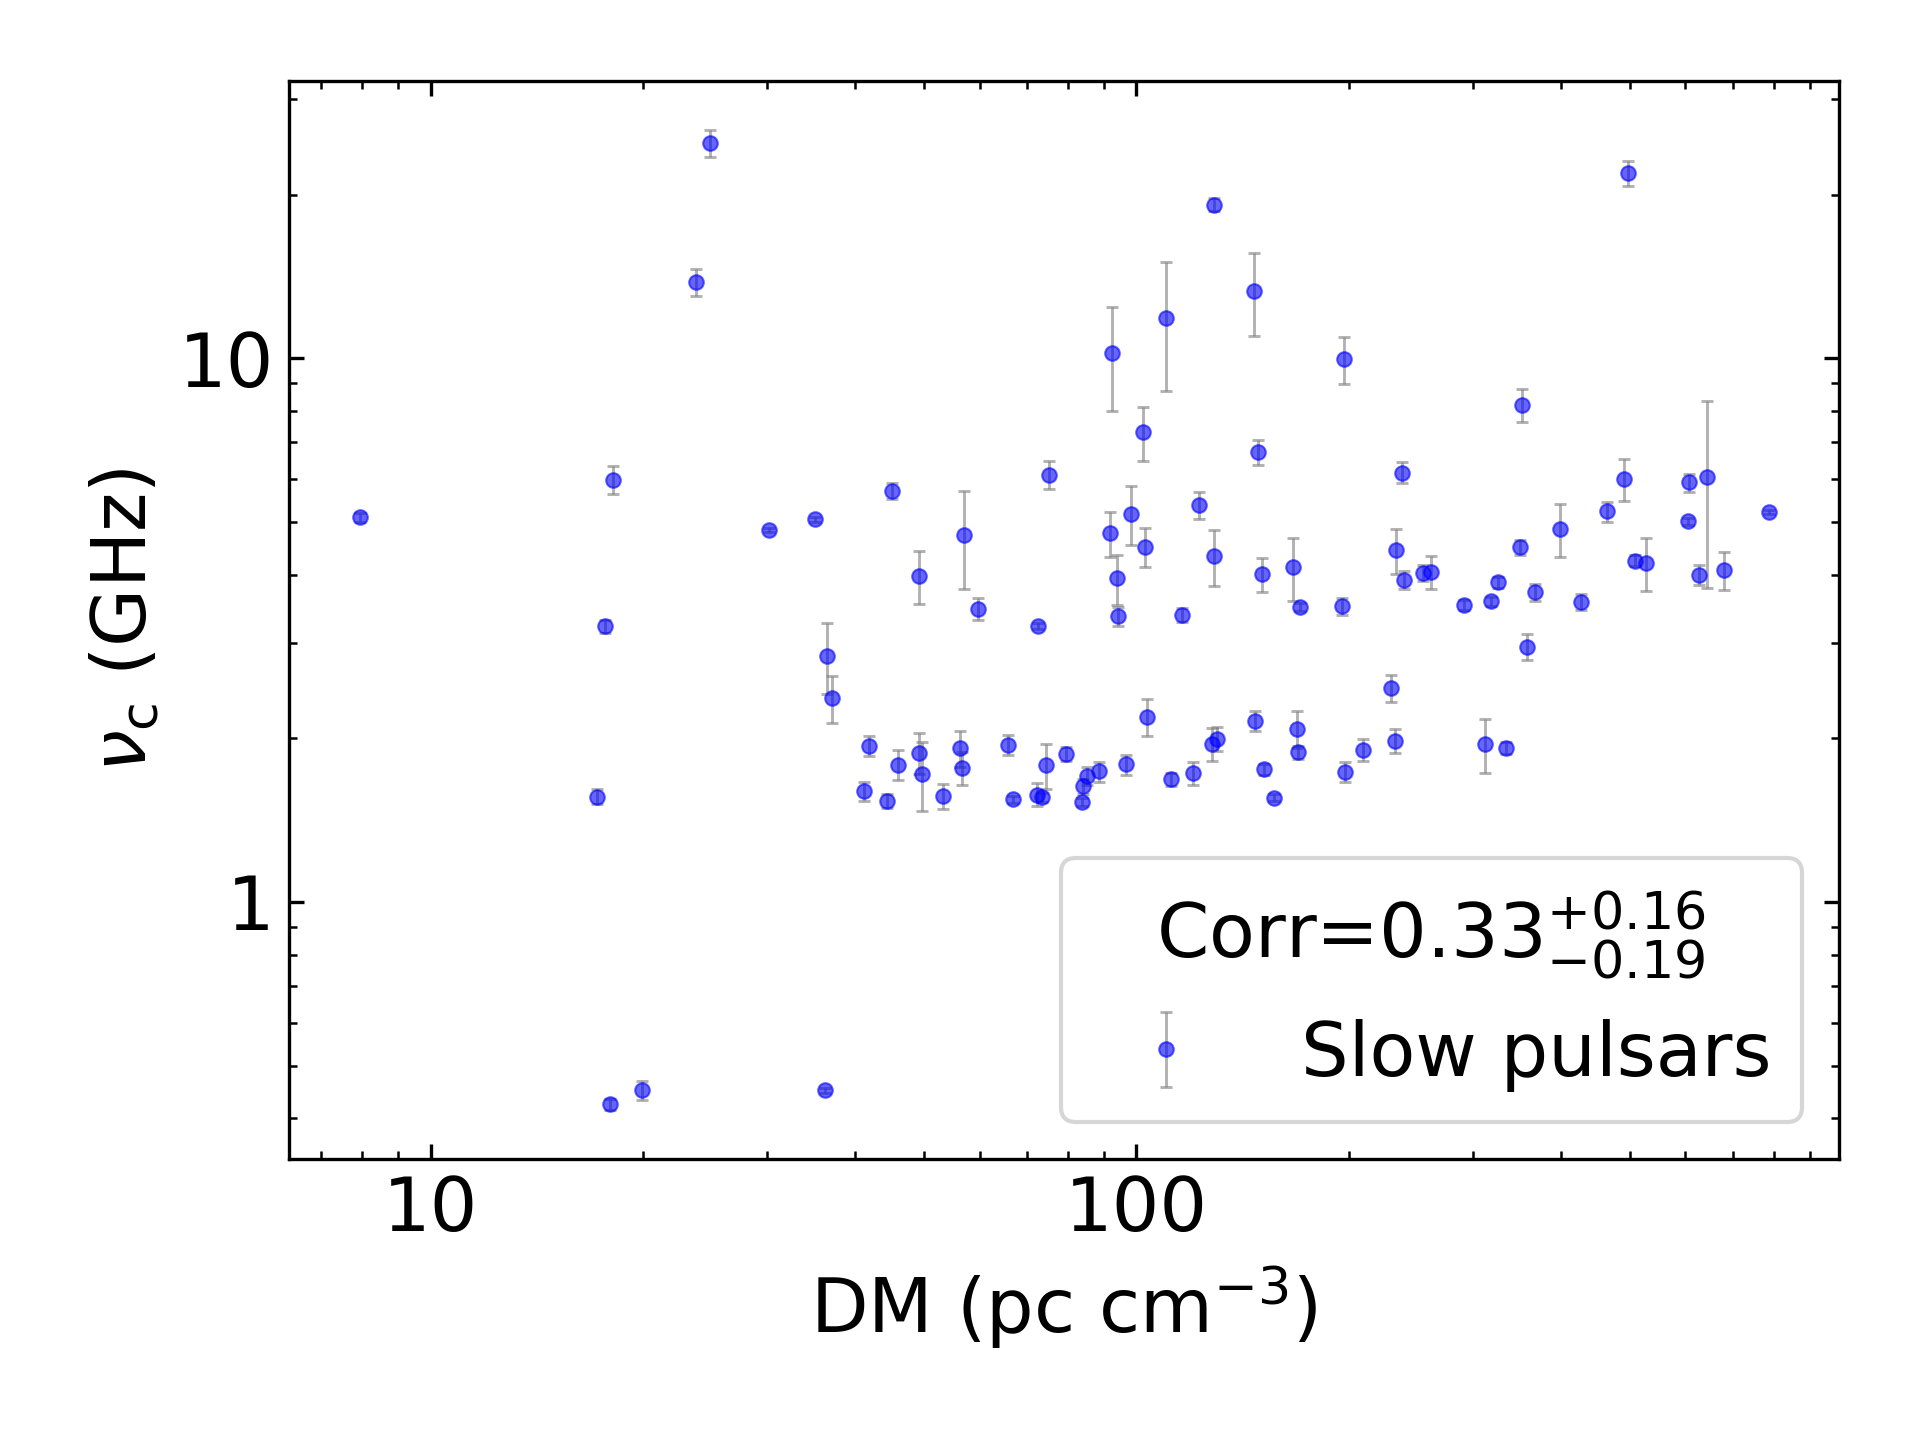 10
1
ν_c (GHz)
Corr=0.33^{+0.16}_{−0.19}
Slow pulsars
10 100
DM (pc cm⁻³)